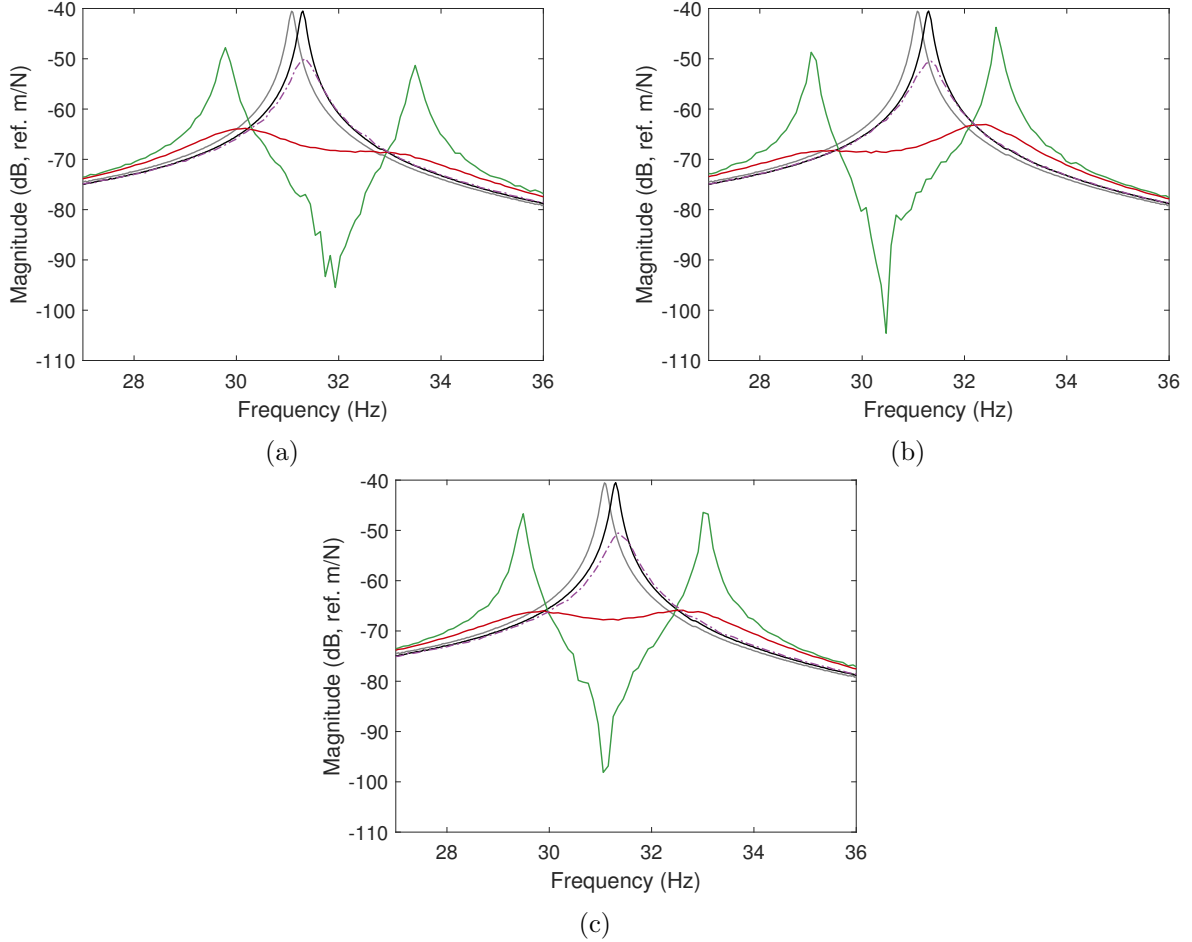 Magnitude (dB, ref. m/N)
-40
-50
-60
-70
-80
-90
-100
-110
28 30 32 34 36
Frequency (Hz)
(a)
Magnitude (dB, ref. m/N)
-40
-50
-60
-70
-80
-90
-100
-110
28 30 32 34 36
Frequency (Hz)
(b)
Magnitude (dB, ref. m/N)
-40
-50
-60
-70
-80
-90
-100
-110
28 30 32 34 36
Frequency (Hz)
(c)